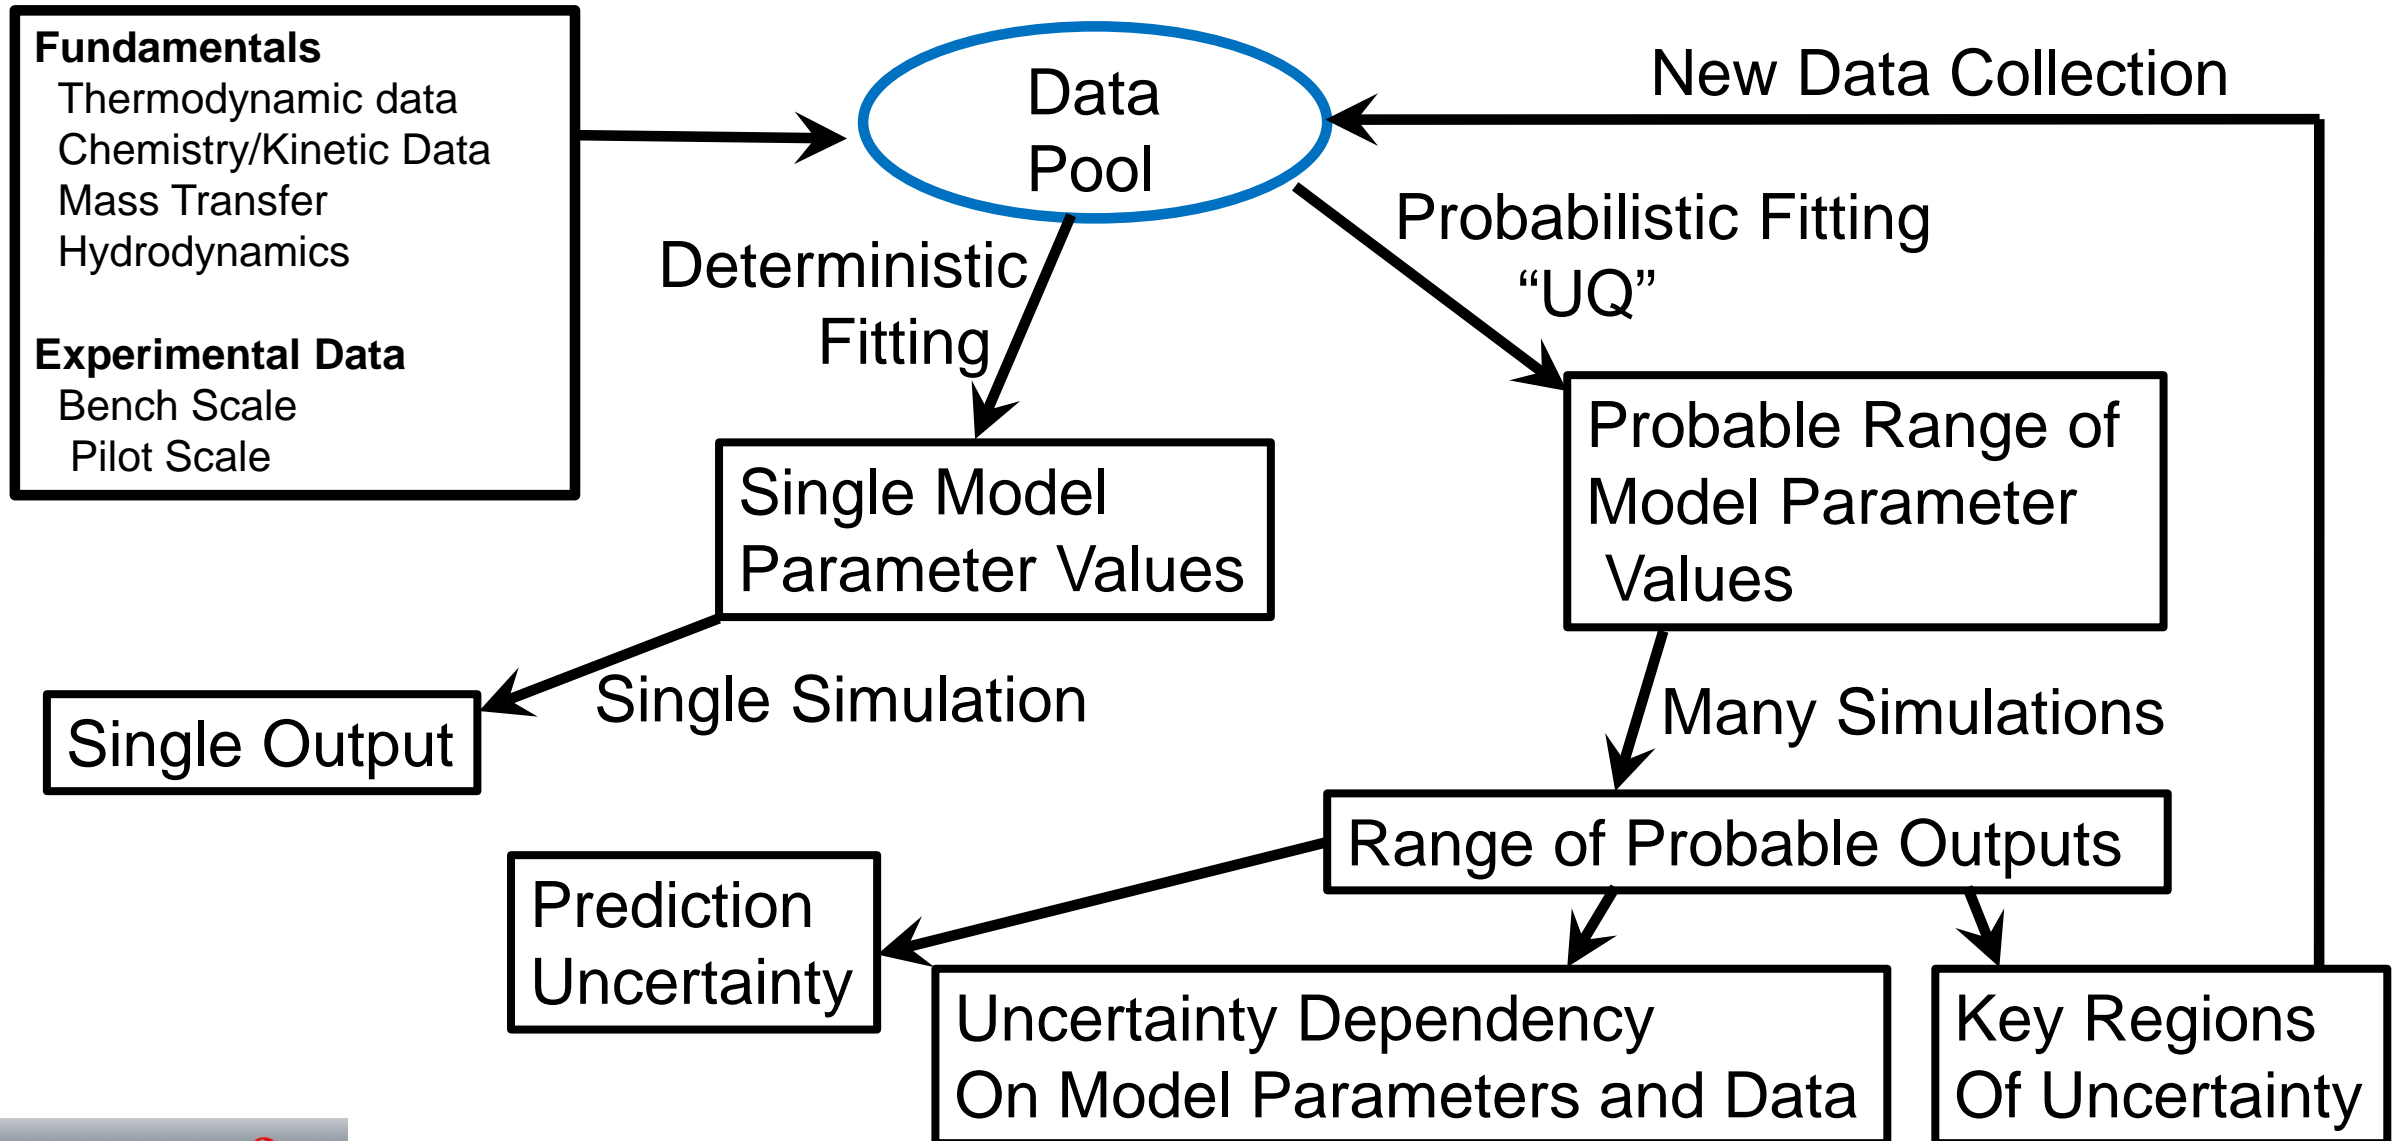 Fundamentals
Thermodynamic data
Chemistry/Kinetic Data
Mass Transfer
Hydrodynamics
Experimental Data
Bench Scale
Pilot Scale
Data
Pool
New Data Collection
Deterministic
Fitting
Probabilistic Fitting
“UQ”
Single Model
Parameter Values
Probable Range of
Model Parameter
Values
Single Simulation
Single Output
Many Simulations
Range of Probable Outputs
Prediction
Uncertainty
Uncertainty Dependency
On Model Parameters and Data
Key Regions
Of Uncertainty